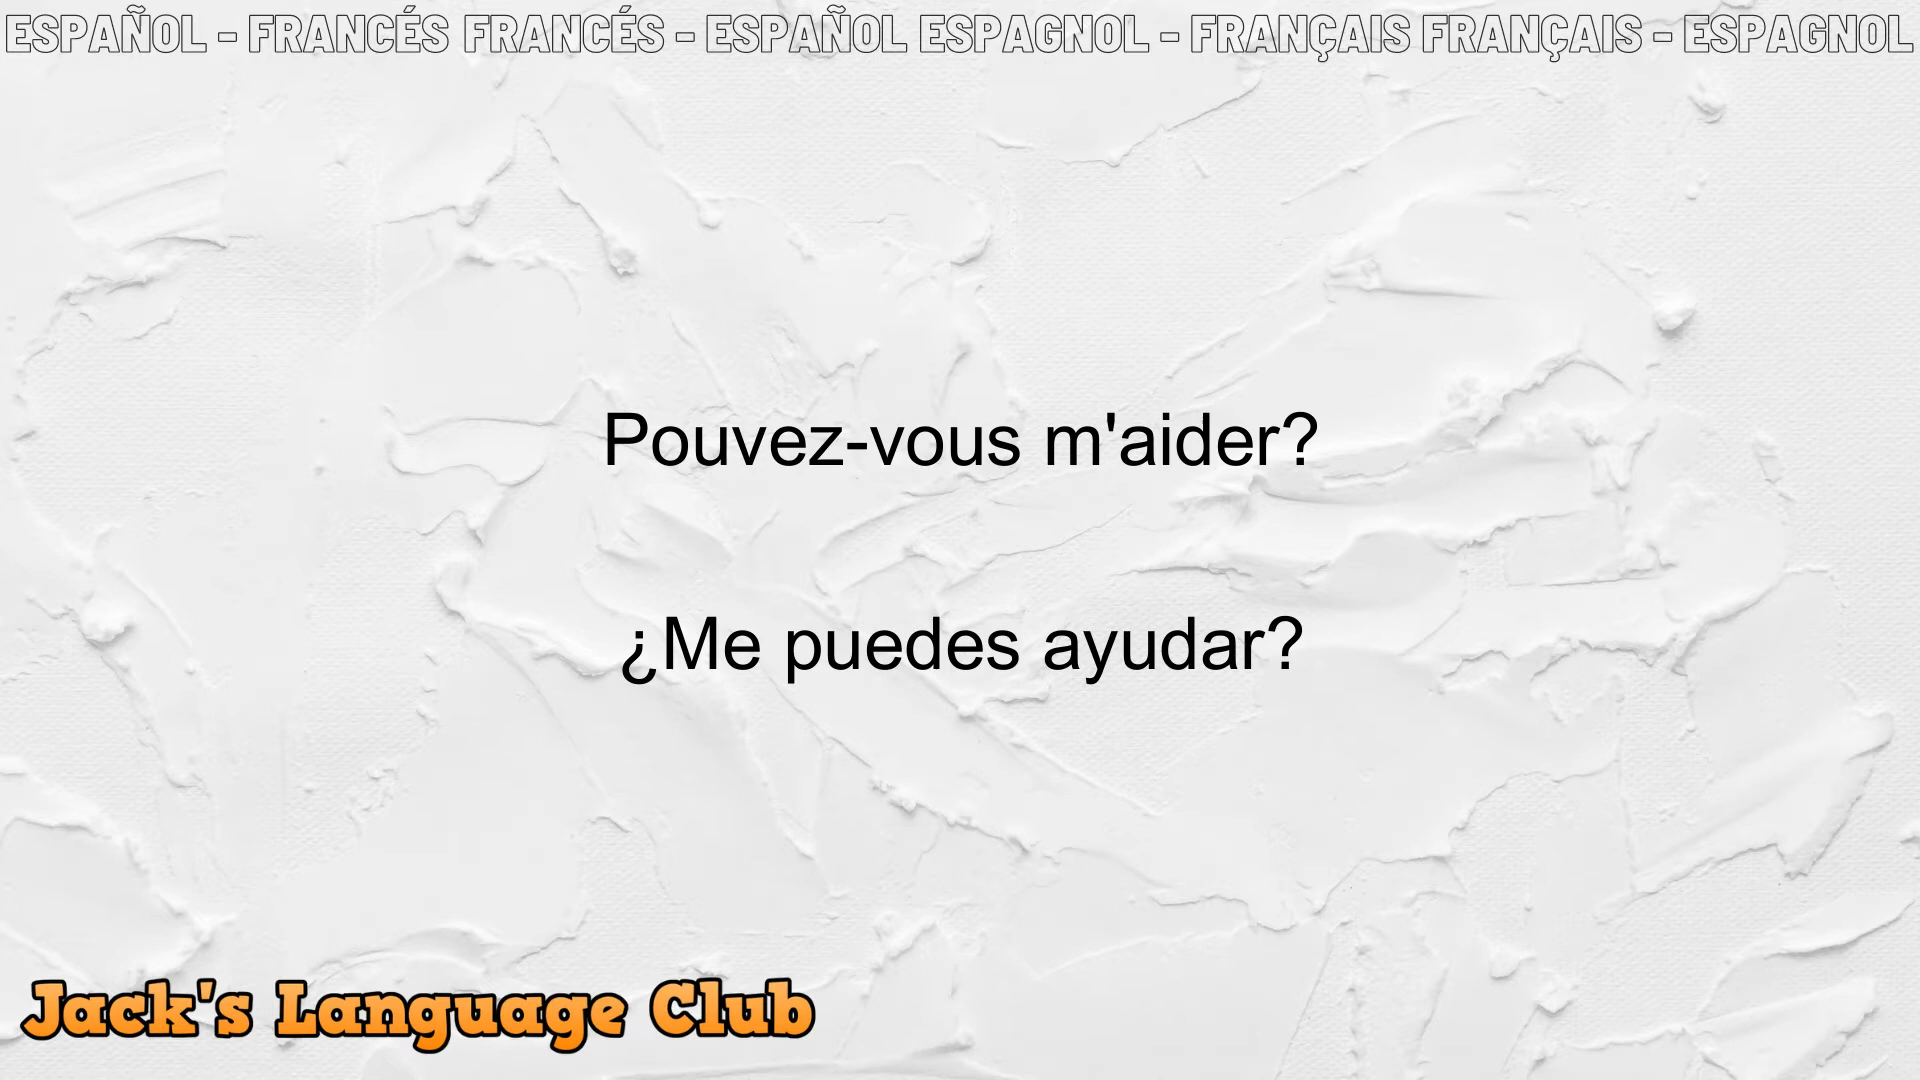 ESPAÑOL - FRANCÉS FRANCÉS - ESPAÑOL ESPAGNOL - FRANÇAIS FRANÇAIS - ESPAGNOL
Pouvez-vous m'aider?
¿Me puedes ayudar?
Jack's Language Club